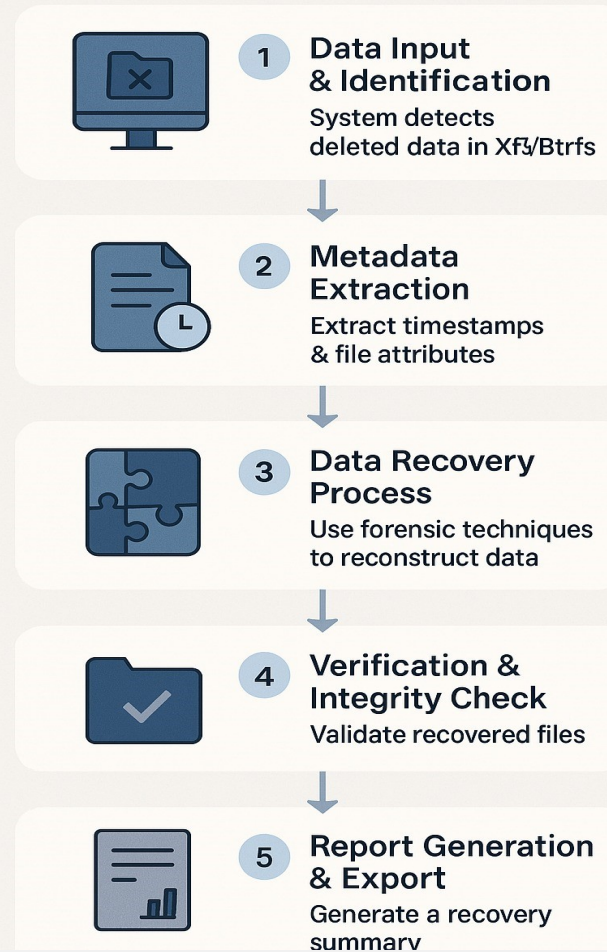 1
Data Input
& Identification
System detects
deleted data in
2
Metadata
Extraction
Extract timestamps
& file attributes
3
Data Recovery
Process
Use forensic techniques
to reconstruct data
4
Verification &
Integrity Check
Validate recovered files
5
Report Generation
& Export
Generate a recovery
summary